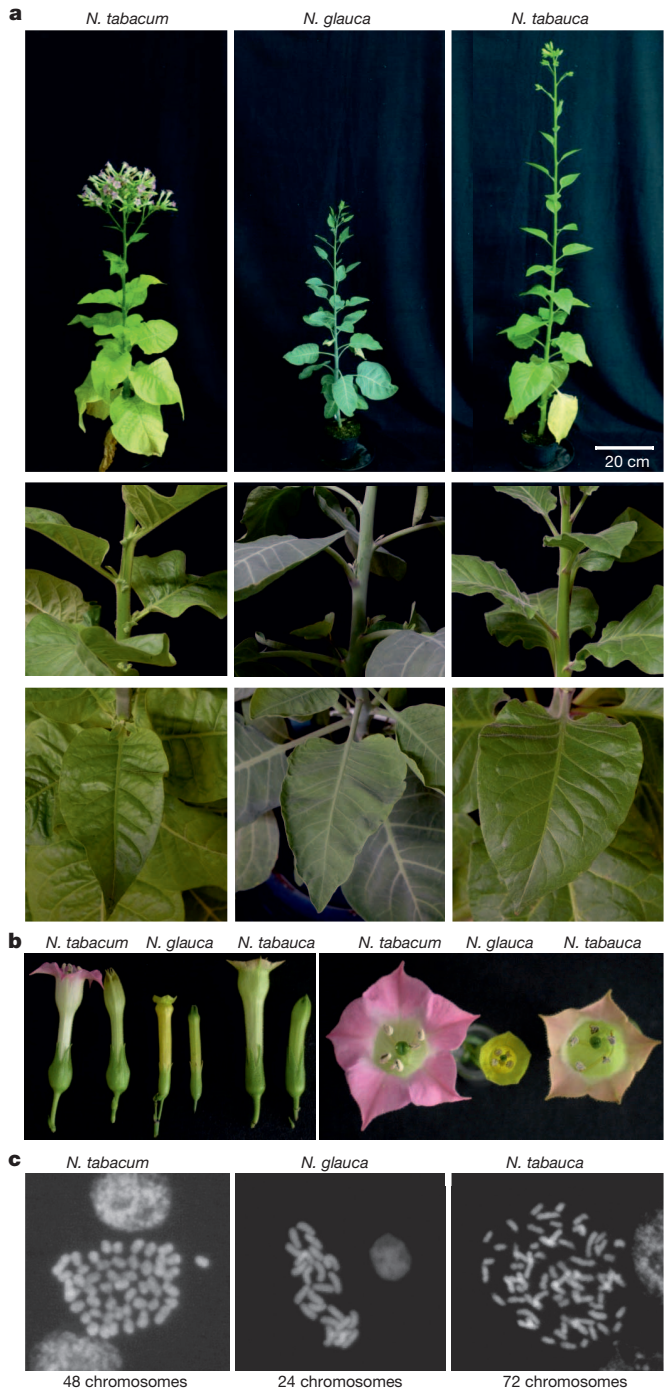 a
N. tabacum N. glauca N. tabauca
20 cm
b
N. tabacum N. glauca N. tabauca N. tabacum N. glauca N. tabauca
c
N. tabacum N. glauca N. tabauca
48 chromosomes 24 chromosomes 72 chromosomes